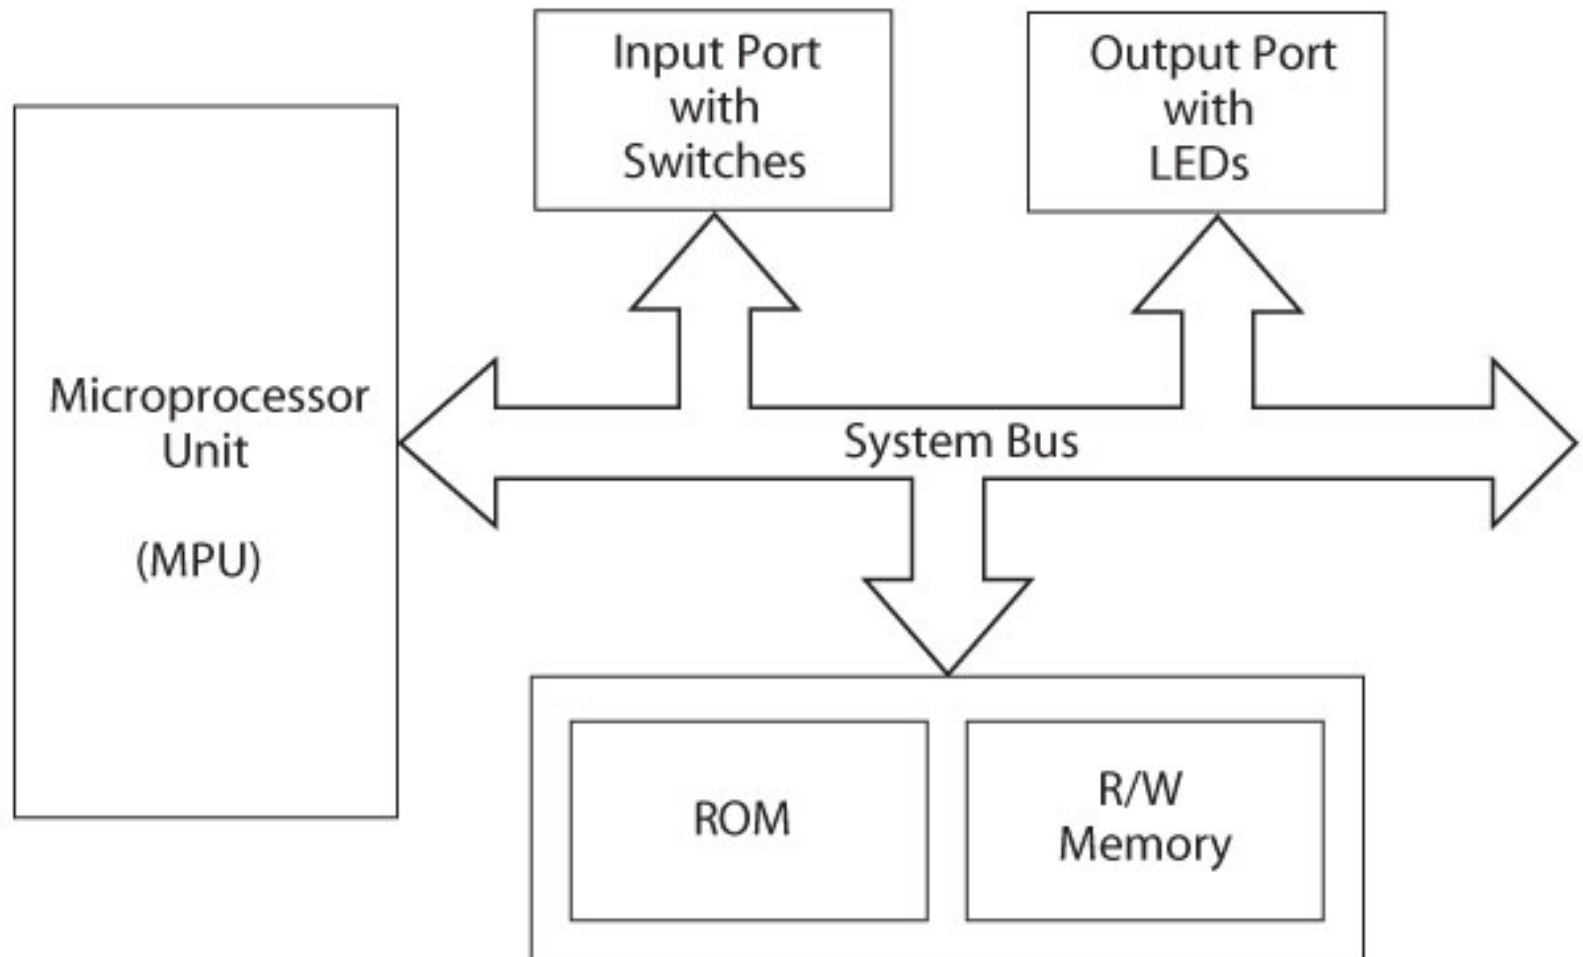 Input Port
with
Switches
Output Port
with
LEDs
Microprocessor
Unit
(MPU)
System Bus
ROM
R/W
Memory